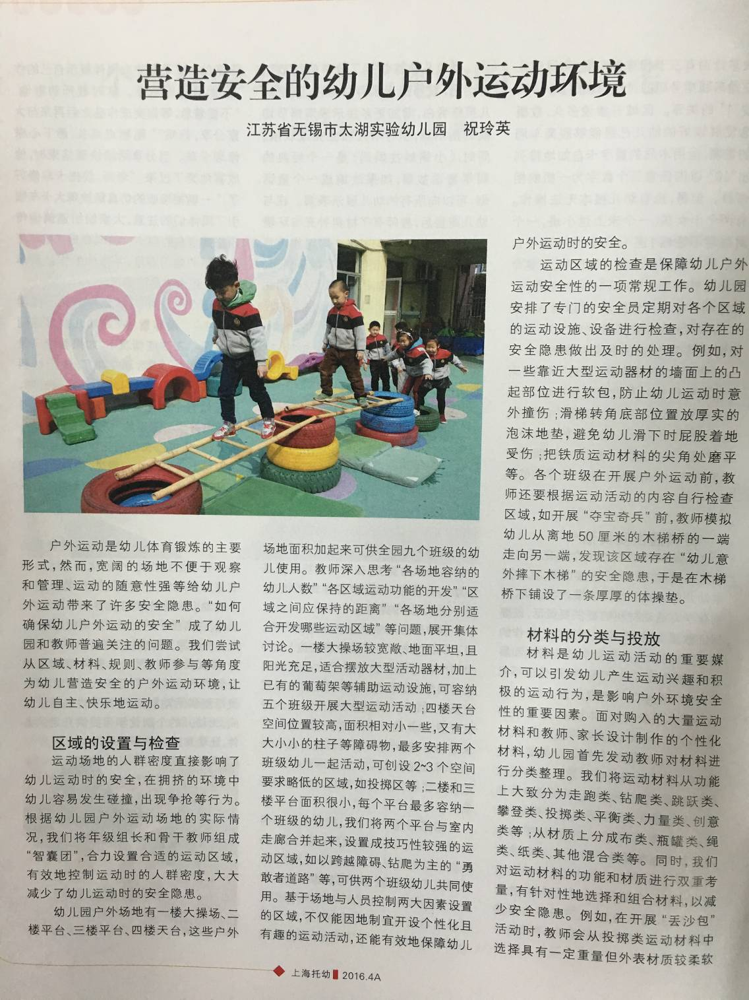 营造安全的幼儿户外运动环境
江苏省无锡市太湖实验幼儿园 祝玲英
户外运动是幼儿体育锻炼的主要
形式，然而，宽阔的场地不便于观察
和管理、运动的随意性强等给幼儿户
外运动带来了许多安全隐患。“如何
确保幼儿户外运动的安全”成了幼儿
园和教师普遍关注的问题。我们尝试
从区域、材料、规则、教师参与等角度
为幼儿营造安全的户外运动环境，让
幼儿自主、快乐地运动。
区域的设置与检查
运动场地的人群密度直接影响了
幼儿运动时的安全，在拥挤的环境中
幼儿容易发生碰撞，出现争抢等行为。
根据幼儿园户外运动场地的实际情
况，我们将年级组长和骨干教师组成
“智囊团”，合力设置合适的运动区域，
有效地控制运动时的人群密度，大大
减少了幼儿运动时的安全隐患。
幼儿园户外场地有一楼大操场、二
楼平台、三楼平台、四楼天台，这些户外
场地面积加起来可供全园九个班级的幼
儿使用。教师深入思考“各场地容纳的
幼儿人数”“各区域运动功能的开发”“区
域之间应保持的距离”“各场地分别适
合开发哪些运动区域”等问题，展开集体
讨论。一楼大操场较宽敞、地面平坦，且
阳光充足，适合摆放大型活动器材，加上
已有的葡萄架等辅助运动设施，可容纳
五个班级开展大型运动活动；四楼天台
空间位置较高，面积相对小一些，又有大
大小小的柱子等障碍物，最多安排两个
班级幼儿一起活动，可创设2~3个空间
要求略低的区域，如投掷区等；二楼和三
楼平台面积很小，每个平台最多容纳一
个班级的幼儿，我们将两个平台与室内
走廊合并起来，设置成技巧性较强的运
动区域，如以跨越障碍、钻爬为主的“勇
敢者道路”等，可供两个班级幼儿共同使
用。基于场地与人员控制两大因素设置
的区域，不仅能因地制宜开设个性化且
有趣的运动活动，还能有效地保障幼儿
户外运动时的安全。
运动区域的检查是保障幼儿户外
运动安全性的一项常规工作。幼儿园
安排了专门的安全员定期对各个区域
的运动设施、设备进行检查，对存在的
安全隐患做出及时的处理。例如，对
一些靠近大型运动器材的墙面上的凸
起部位进行软包，防止幼儿运动时意
外撞伤；滑梯转角底部位置放厚实的
泡沫地垫，避免幼儿滑下时屁股着地
受伤；把铁质运动材料的尖角处磨平
等。各个班级在开展户外运动前，教
师还要根据运动活动的内容自行检查
区域，如开展“夺宝奇兵”前，教师模拟
幼儿从离地50厘米的木梯桥的一端
走向另一端，发现该区域存在“幼儿意
外摔下木梯”的安全隐患，于是在木梯
桥下铺设了一条厚厚的体操垫。
材料的分类与投放
材料是幼儿运动活动的重要媒
介，可以引发幼儿产生运动兴趣和积
极的运动行为，是影响户外环境安全
性的重要因素。面对购入的大量运动
材料和教师、家长设计制作的个性化
材料，幼儿园首先发动教师对材料进
行分类整理。我们将运动材料从功能
上大致分为走跑类、钻爬类、跳跃类、
攀登类、投掷类、平衡类、力量类、创意
类等；从材质上分成布类、瓶罐类、绳
类、纸类、其他混合类等。同时，我们
对运动材料的功能和材质进行双重考
量，有针对性地选择和组合材料，以减
少安全隐患。例如，在开展“丢沙包”
活动时，教师会从投掷类运动材料中
选择具有一定重量但外表材质较柔软
上海托幼 2016.4A